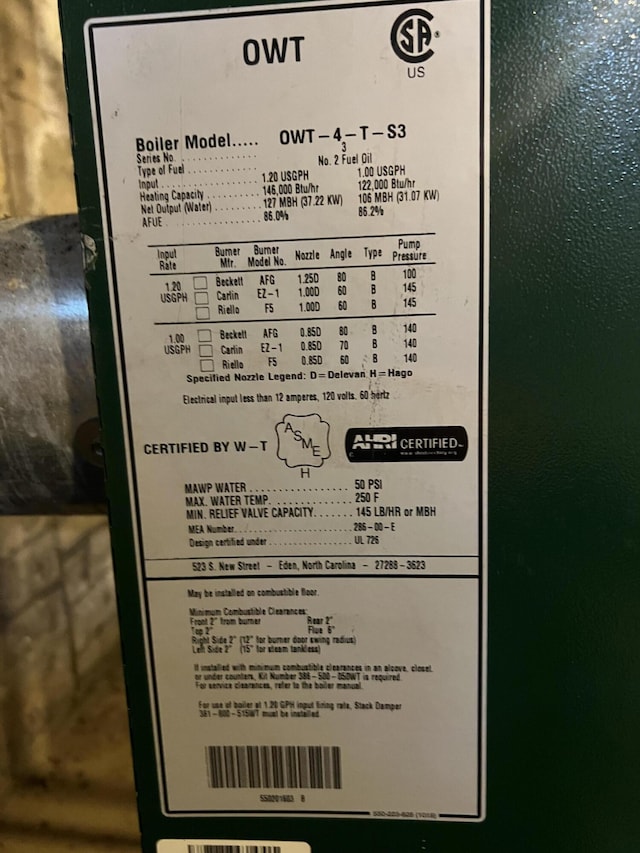 OWT
SA
US
Boiler Model..... OWT-4-T-S3
Series No. . . . . . . . . . . . . 3
Type of Fuel . . . . . . . . . . . . No. 2 Fuel Oil
Input . . . . . . . . . . . . . . . 1.20 USGPH 1.00 USGPH
Heating Capacity . . . . . . . . . 146,000 Btu/hr 122,000 Btu/hr
Net Output (Water) . . . . . . . . 127 MBH (37.22 KW) 106 MBH (31.07 KW)
AFUE . . . . . . . . . . . . . . . 86.0% 86.2%
Input Rate Burner Mfr. Burner Model No. Nozzle Angle Type Pump Pressure
1.20 USGPH Beckett AFG 1.25D 80 B 100
Carlin EZ-1 1.00D 60 B 145
Riello F5 1.00D 60 B 145
1.00 USGPH Beckett AFG 0.85D 80 B 140
Carlin EZ-1 0.85D 70 B 140
Riello F5 0.85D 60 B 140
Specified Nozzle Legend: D=Delevan H=Hago
Electrical input less than 12 amperes, 120 volts, 60 hertz
CERTIFIED BY W-T
ASME
H
AHRI CERTIFIED
MAWP WATER . . . . . . . . . . . . . . . 50 PSI
MAX. WATER TEMP. . . . . . . . . . . . . 250 F
MIN. RELIEF VALVE CAPACITY....... 145 LB/HR or MBH
MEA Number. . . . . . . . . . . . . . . . . 286-00-E
Design certified under . . . . . . . . . . . . UL 726
523 S. New Street - Eden, North Carolina - 27288-3623
May be installed on combustible floor.
Minimum Combustible Clearances:
Front 2" from burner Rear 2"
Top 2" Flue 6"
Right Side 2" (12" for burner door swing radius)
Left Side 2" (15" for steam tankless)
If installed with minimum combustible clearances in an alcove, closet,
or under counters, Kit Number 386-500-050WT is required.
For service clearances, refer to the boiler manual.
For use of boiler at 1.20 GPH input firing rate, Stack Damper
381-800-515WT must be installed.
550201603 B